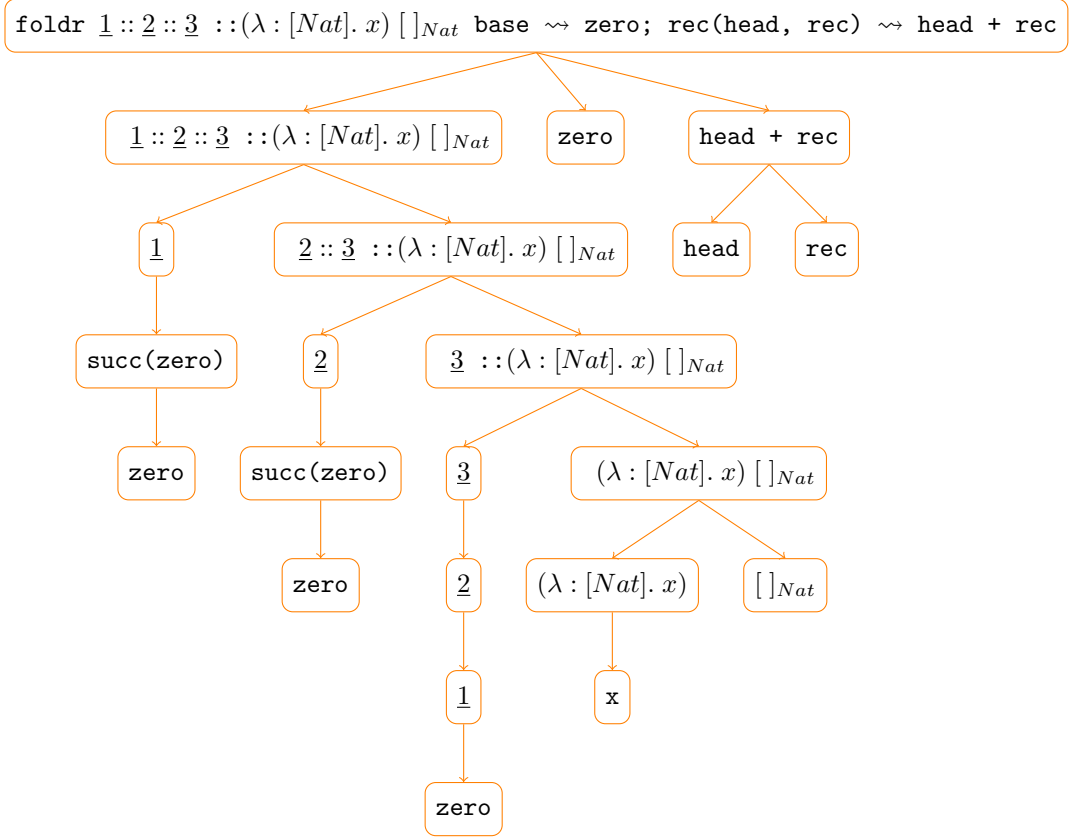 foldr 1 :: 2 :: 3 ::(λ : [Nat]. x) [ ]Nat base ⇝ zero; rec(head, rec) ⇝ head + rec
1 :: 2 :: 3 ::(λ : [Nat]. x) [ ]Nat
zero
head + rec
1
2 :: 3 ::(λ : [Nat]. x) [ ]Nat
head
rec
succ(zero)
2
3 ::(λ : [Nat]. x) [ ]Nat
zero
succ(zero)
3
(λ : [Nat]. x) [ ]Nat
zero
2
(λ : [Nat]. x)
[ ]Nat
1
x
zero